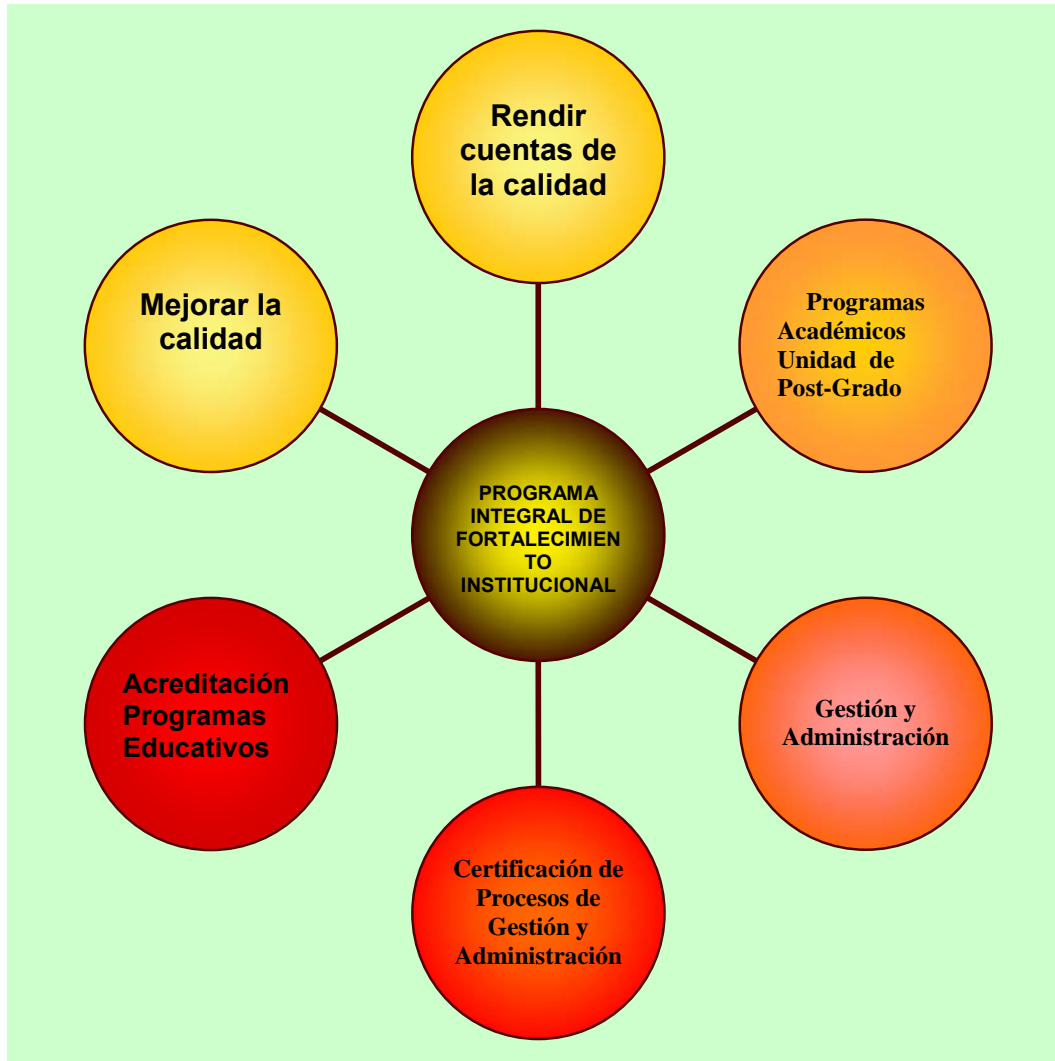 Rendir
cuentas de
la calidad
Mejorar la
calidad
Programas
Académicos
Unidad de
Post-Grado
PROGRAMA
INTEGRAL DE
FORTALECIMIEN
TO
INSTITUCIONAL
Acreditación
Programas
Educativos
Gestión y
Administración
Certificación de
Procesos de
Gestión y
Administración